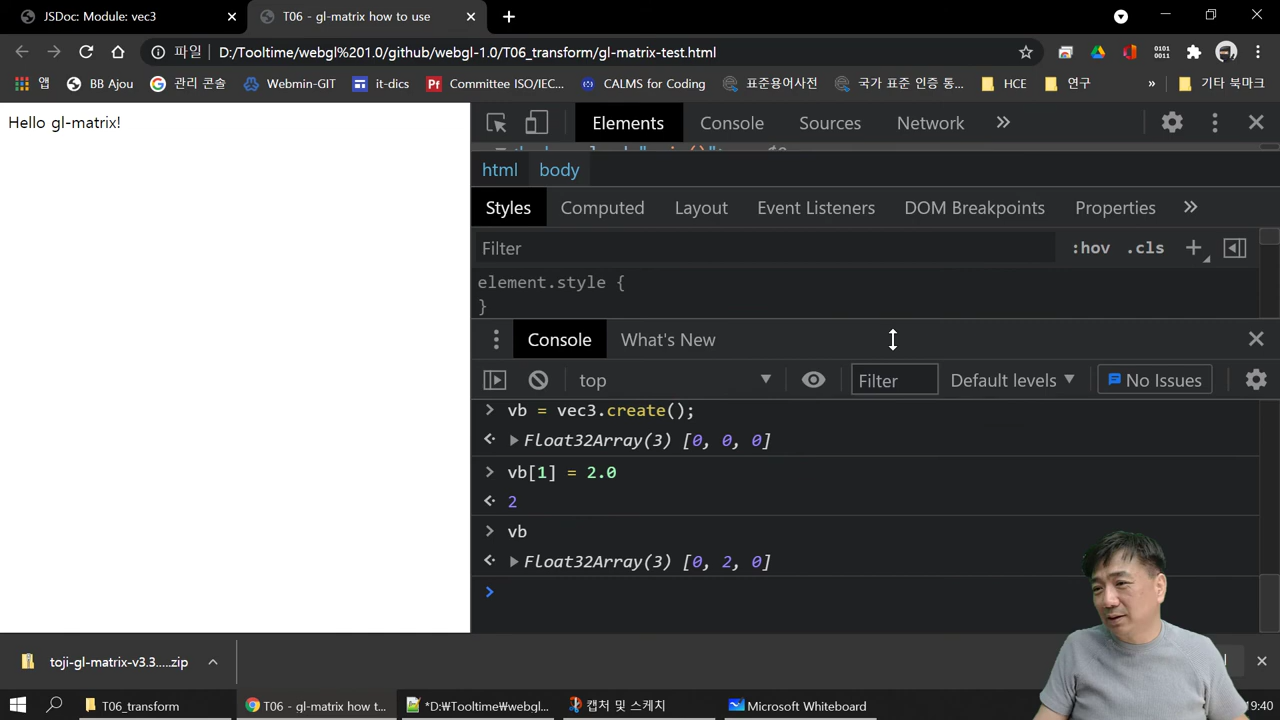 JSDoc: Module: vec3
T06 - gl-matrix how to use
파일
D:/Tooltime/webgl%201.0/github/webgl-1.0/T06_transform/gl-matrix-test.html
앱
BB Ajou
관리 콘솔
Webmin-GIT
it-dics
Committee ISO/IEC...
CALMS for Coding
표준용어사전
국가 표준 인증 통...
HCE
연구
»
기타 북마크
Hello gl-matrix!
Elements
Console
Sources
Network
html
body
Styles
Computed
Layout
Event Listeners
DOM Breakpoints
Properties
Filter
:hov
.cls
element.style {
}
Console
What's New
top
Filter
Default levels
No Issues
vb = vec3.create();
Float32Array(3) [0, 0, 0]
vb[1] = 2.0
2
vb
Float32Array(3) [0, 2, 0]
toji-gl-matrix-v3.3.....zip
T06_transform
T06 - gl-matrix how t...
*D:₩Tooltime₩webgl...
캡처 및 스케치
Microsoft Whiteboard
19:40